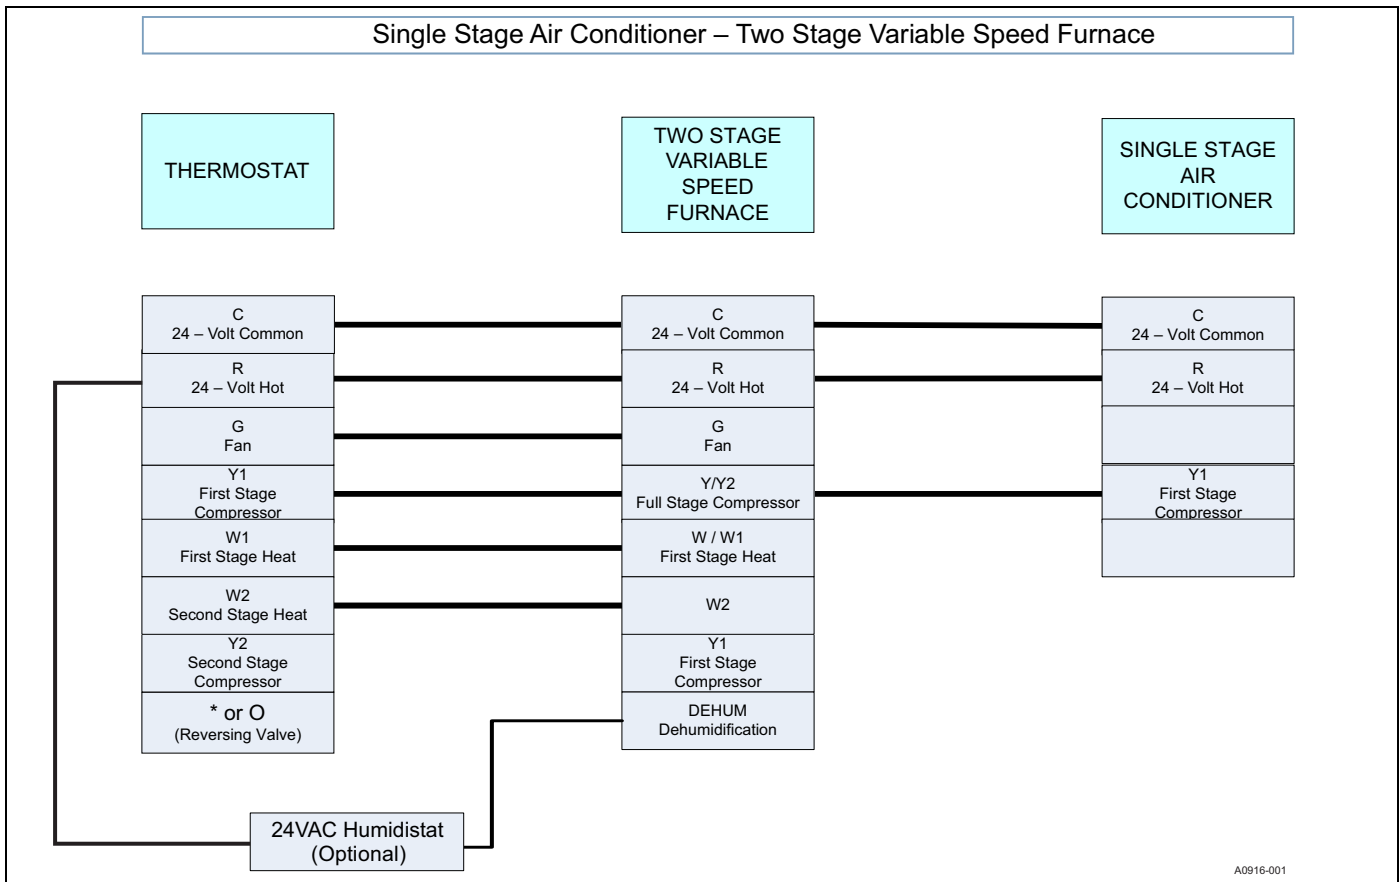 Single Stage Air Conditioner – Two Stage Variable Speed Furnace
THERMOSTAT
TWO STAGE
VARIABLE
SPEED
FURNACE
SINGLE STAGE
AIR
CONDITIONER
C
24 – Volt Common
R
24 – Volt Hot
G
Fan
Y1
First Stage
Compressor
W1
First Stage Heat
W2
Second Stage Heat
Y2
Second Stage
Compressor
* or O
(Reversing Valve)
C
24 – Volt Common
R
24 – Volt Hot
G
Fan
Y/Y2
Full Stage Compressor
W / W1
First Stage Heat
W2
Y1
First Stage
Compressor
DEHUM
Dehumidification
C
24 – Volt Common
R
24 – Volt Hot
Y1
First Stage
Compressor
24VAC Humidistat
(Optional)
A0916-001